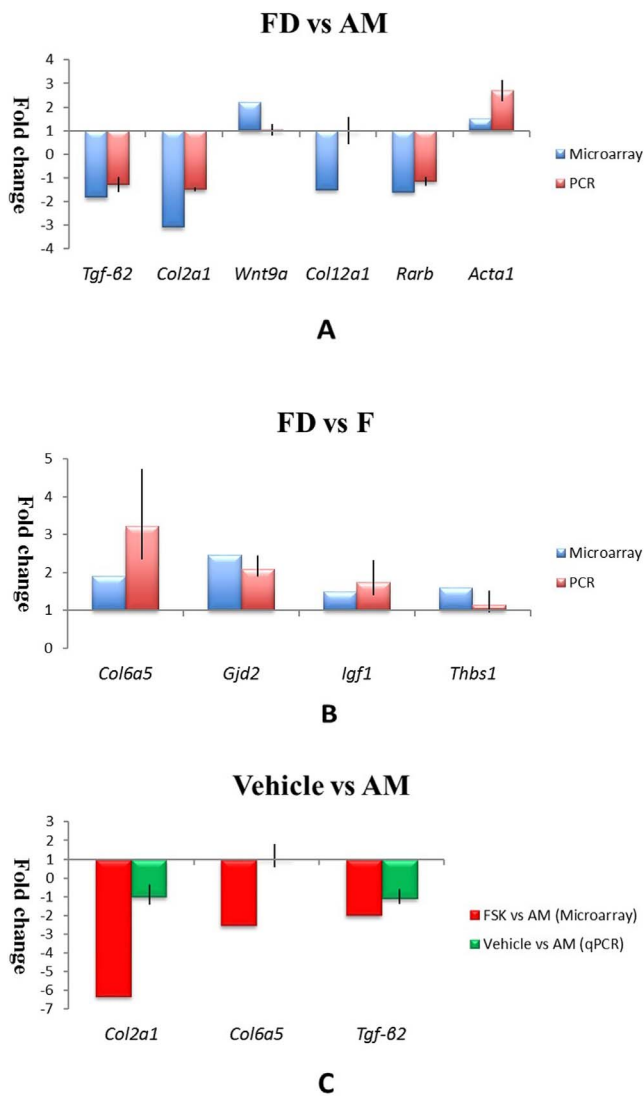 FD vs AM
Fold change
4
3
2
1
0
-1
-2
-3
-4
Tgf-β2 Col2a1 Wnt9a Col12a1 Rarb Acta1
Microarray
PCR
A
FD vs F
Fold change
5
4
3
2
1
0
Col6a5 Gjd2 Igf1 Thbs1
Microarray
PCR
B
Vehicle vs AM
Fold change
3
2
1
0
-1
-2
-3
-4
-5
-6
-7
Col2a1 Col6a5 Tgf-β2
FSK vs AM (Microarray)
Vehicle vs AM (qPCR)
C